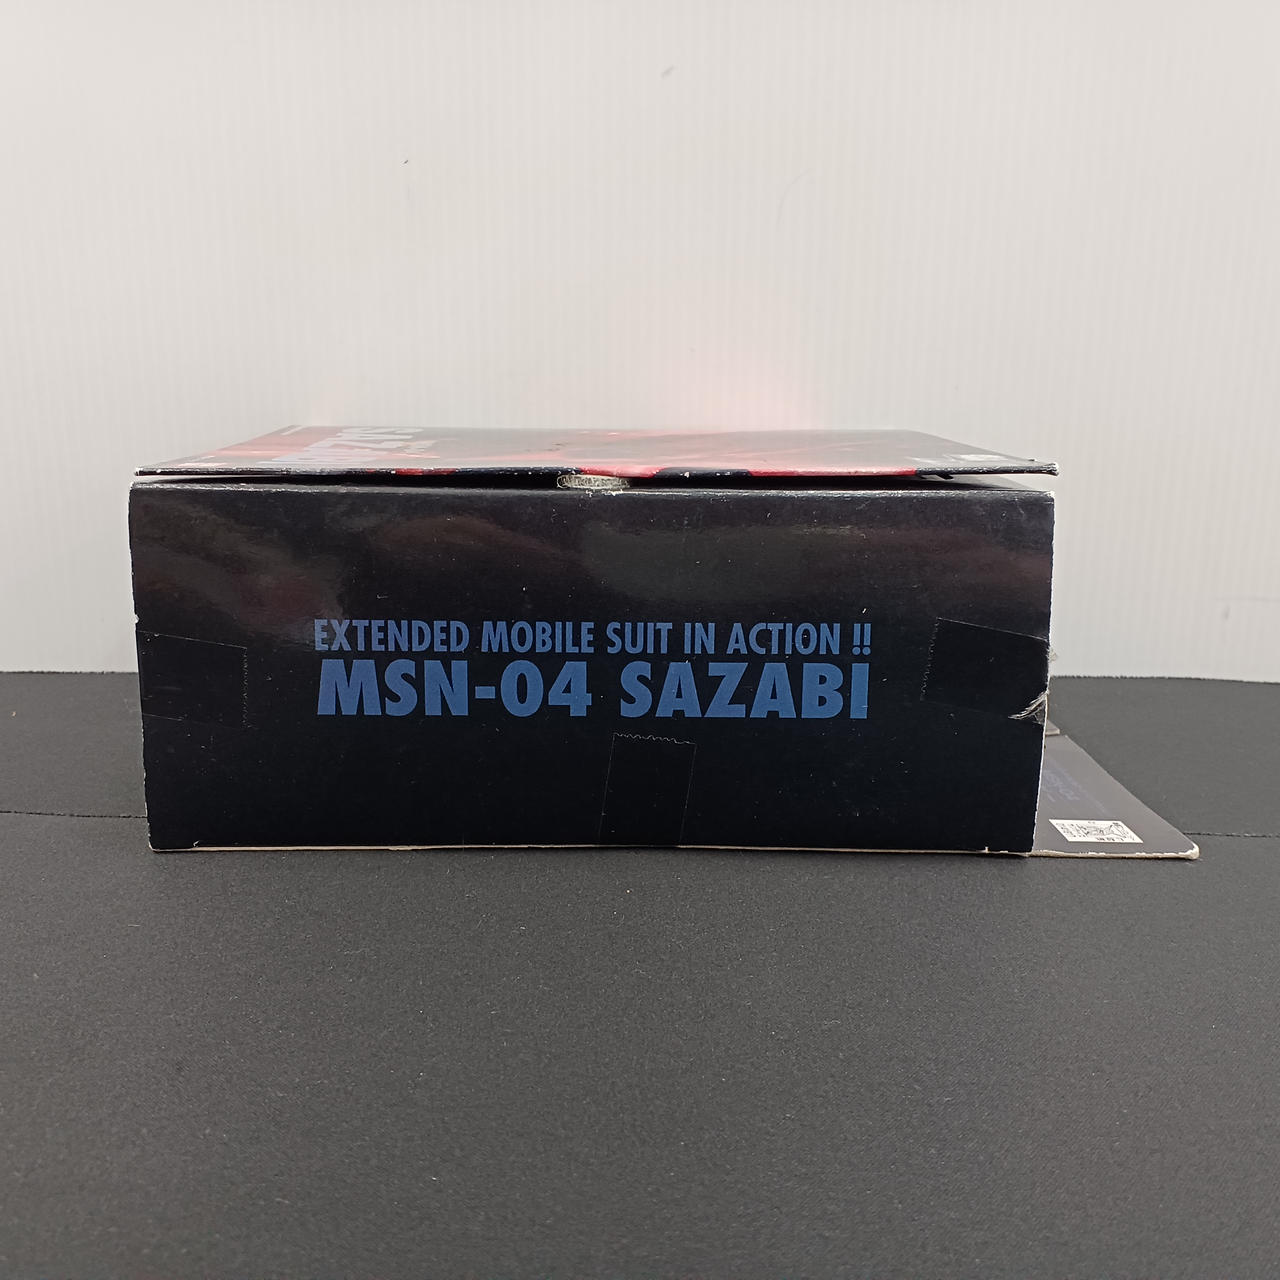 EXTENDED MOBILE SUIT IN ACTION !!
MSN-04 SAZABI